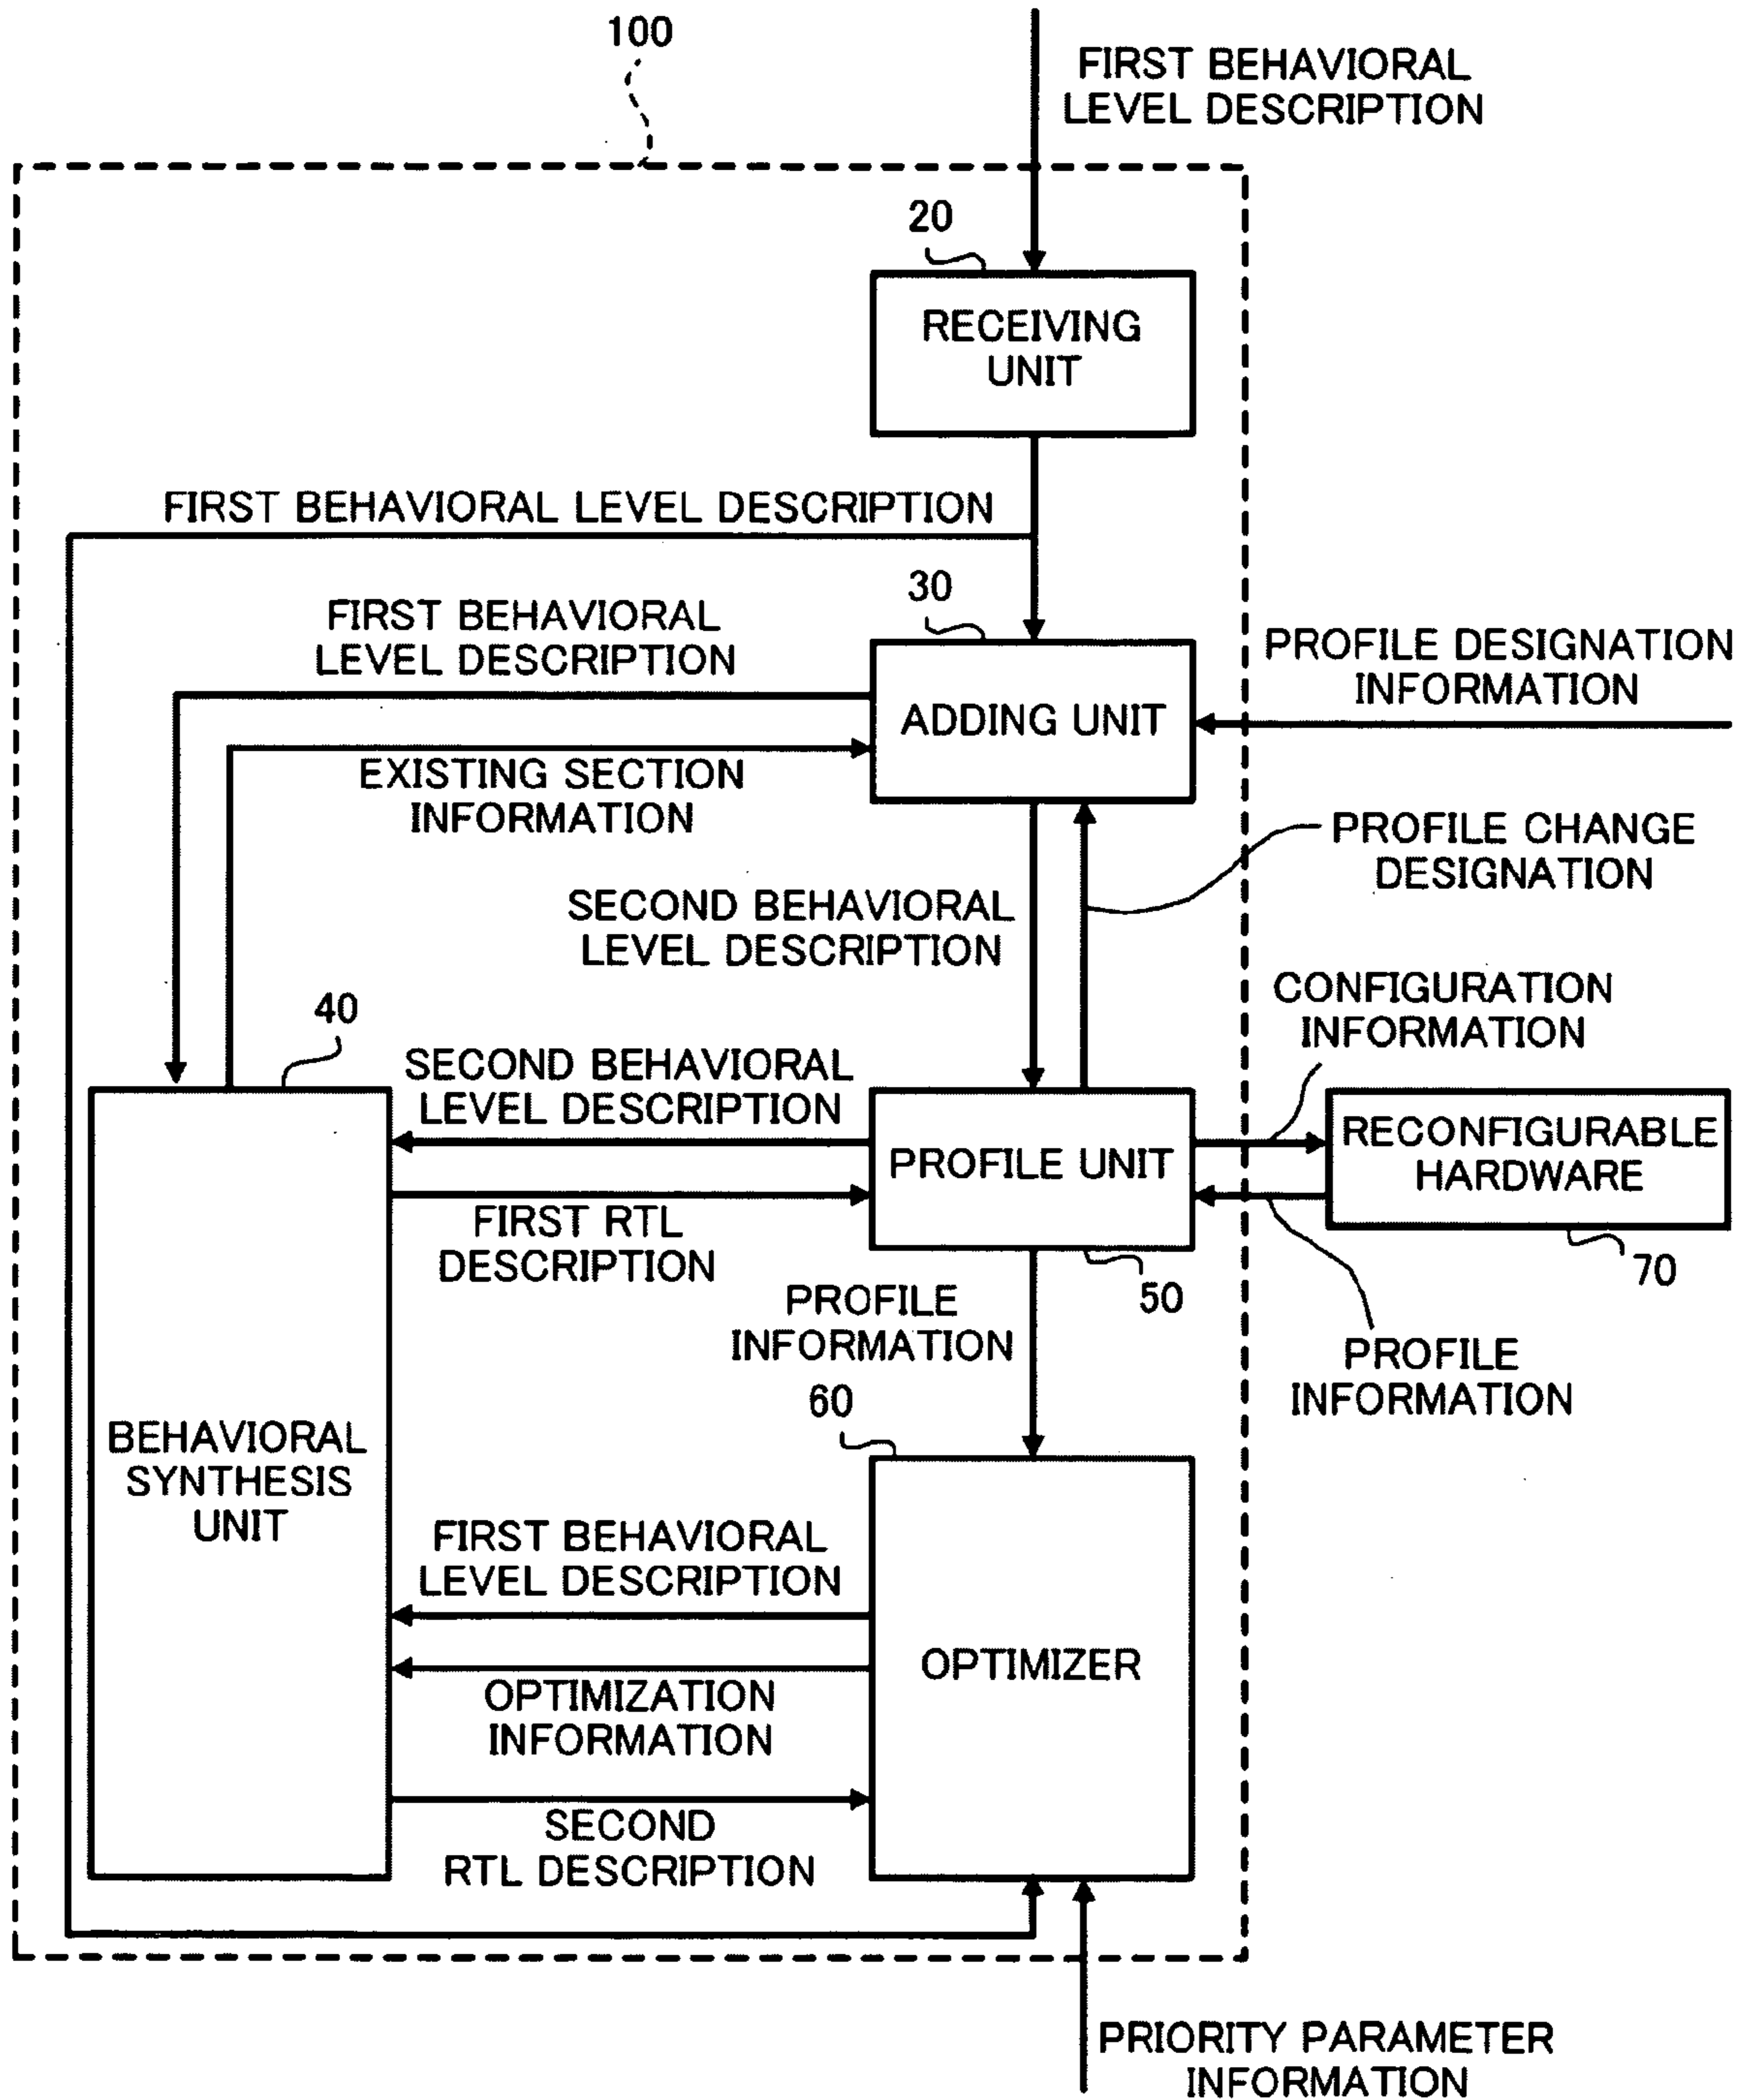 100
FIRST BEHAVIORAL
LEVEL DESCRIPTION
20
RECEIVING
UNIT
FIRST BEHAVIORAL LEVEL DESCRIPTION
30
FIRST BEHAVIORAL
LEVEL DESCRIPTION
PROFILE DESIGNATION
INFORMATION
ADDING UNIT
EXISTING SECTION
INFORMATION
PROFILE CHANGE
DESIGNATION
SECOND BEHAVIORAL
LEVEL DESCRIPTION
CONFIGURATION
INFORMATION
40
SECOND BEHAVIORAL
LEVEL DESCRIPTION
PROFILE UNIT
RECONFIGURABLE
HARDWARE
FIRST RTL
DESCRIPTION
50
70
PROFILE
INFORMATION
PROFILE
INFORMATION
60
BEHAVIORAL
SYNTHESIS
UNIT
FIRST BEHAVIORAL
LEVEL DESCRIPTION
OPTIMIZER
OPTIMIZATION
INFORMATION
SECOND
RTL DESCRIPTION
PRIORITY PARAMETER
INFORMATION